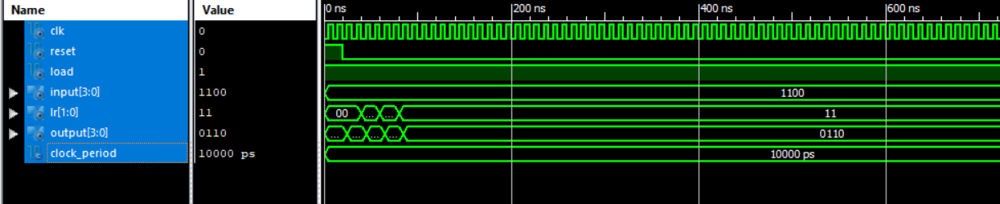 Name Value 0 ns 200 ns 400 ns 600 ns
clk 0
reset 0
load 1
input[3:0] 1100 1100
lr[1:0] 11 00 ... ... 11
output[3:0] 0110 ... ... ... ... 0110
clock_period 10000 ps 10000 ps